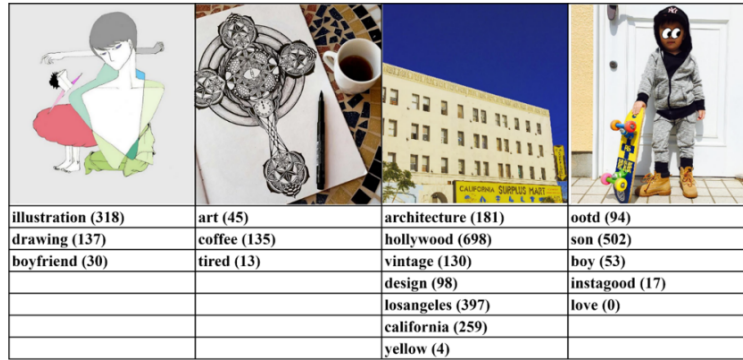 CALIFORNIA SURPLUS MART
illustration (318)
art (45)
architecture (181)
ootd (94)
drawing (137)
coffee (135)
hollywood (698)
son (502)
boyfriend (30)
tired (13)
vintage (130)
boy (53)
design (98)
instagood (17)
losangeles (397)
love (0)
california (259)
yellow (4)